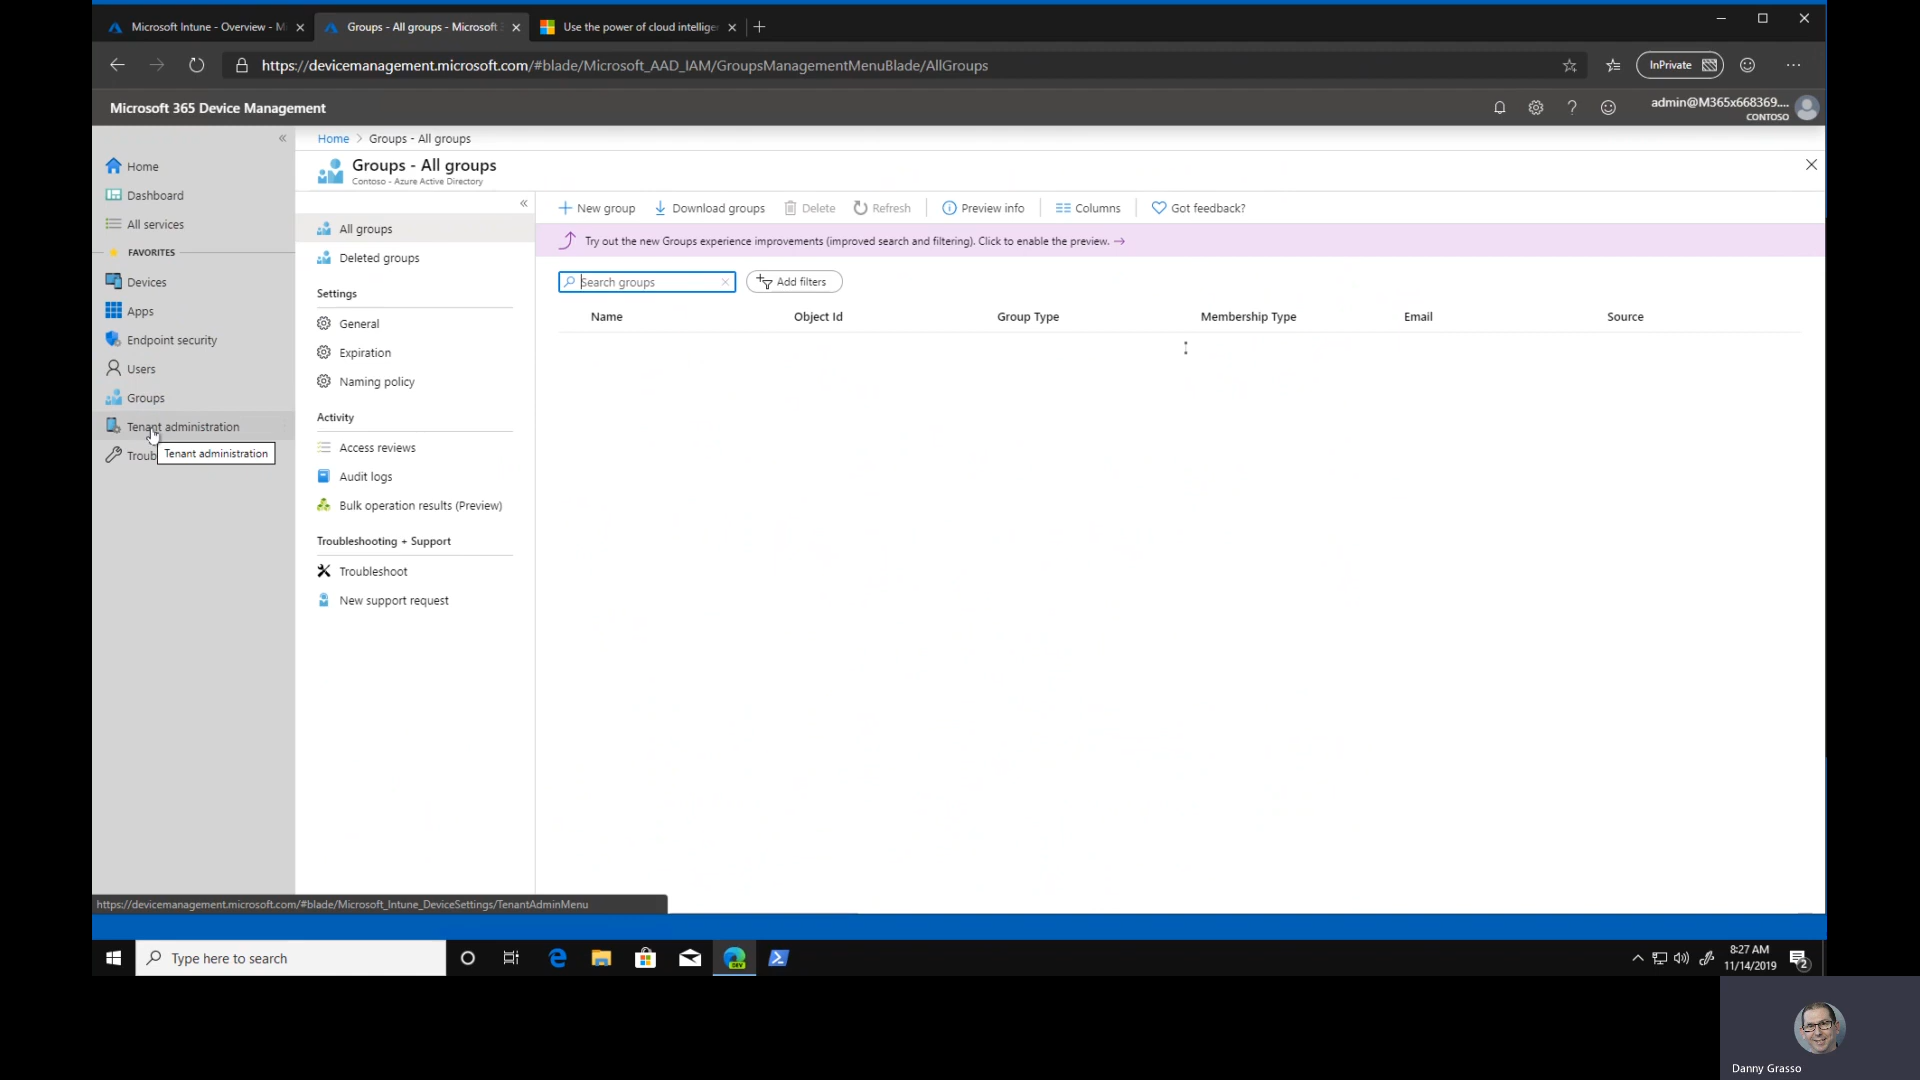 Microsoft Intune - Overview - M
Groups - All groups - Microsoft
Use the power of cloud intellige
https://devicemanagement.microsoft.com/#blade/Microsoft_AAD_IAM/GroupsManagementMenuBlade/AllGroups
InPrivate
Microsoft 365 Device Management
admin@M365x668369....
CONTOSO
Home
Dashboard
All services
FAVORITES
Devices
Apps
Endpoint security
Users
Groups
Tenant administration
Troub
Tenant administration
Home > Groups - All groups
Groups - All groups
Contoso - Azure Active Directory
All groups
Deleted groups
Settings
General
Expiration
Naming policy
Activity
Access reviews
Audit logs
Bulk operation results (Preview)
Troubleshooting + Support
Troubleshoot
New support request
New group
Download groups
Delete
Refresh
Preview info
Columns
Got feedback?
Try out the new Groups experience improvements (improved search and filtering). Click to enable the preview. →
Search groups
Add filters
Name
Object Id
Group Type
Membership Type
Email
Source
https://devicemanagement.microsoft.com/#blade/Microsoft_Intune_DeviceSettings/TenantAdminMenu
Type here to search
DEV
8:27 AM
11/14/2019
2
Danny Grasso